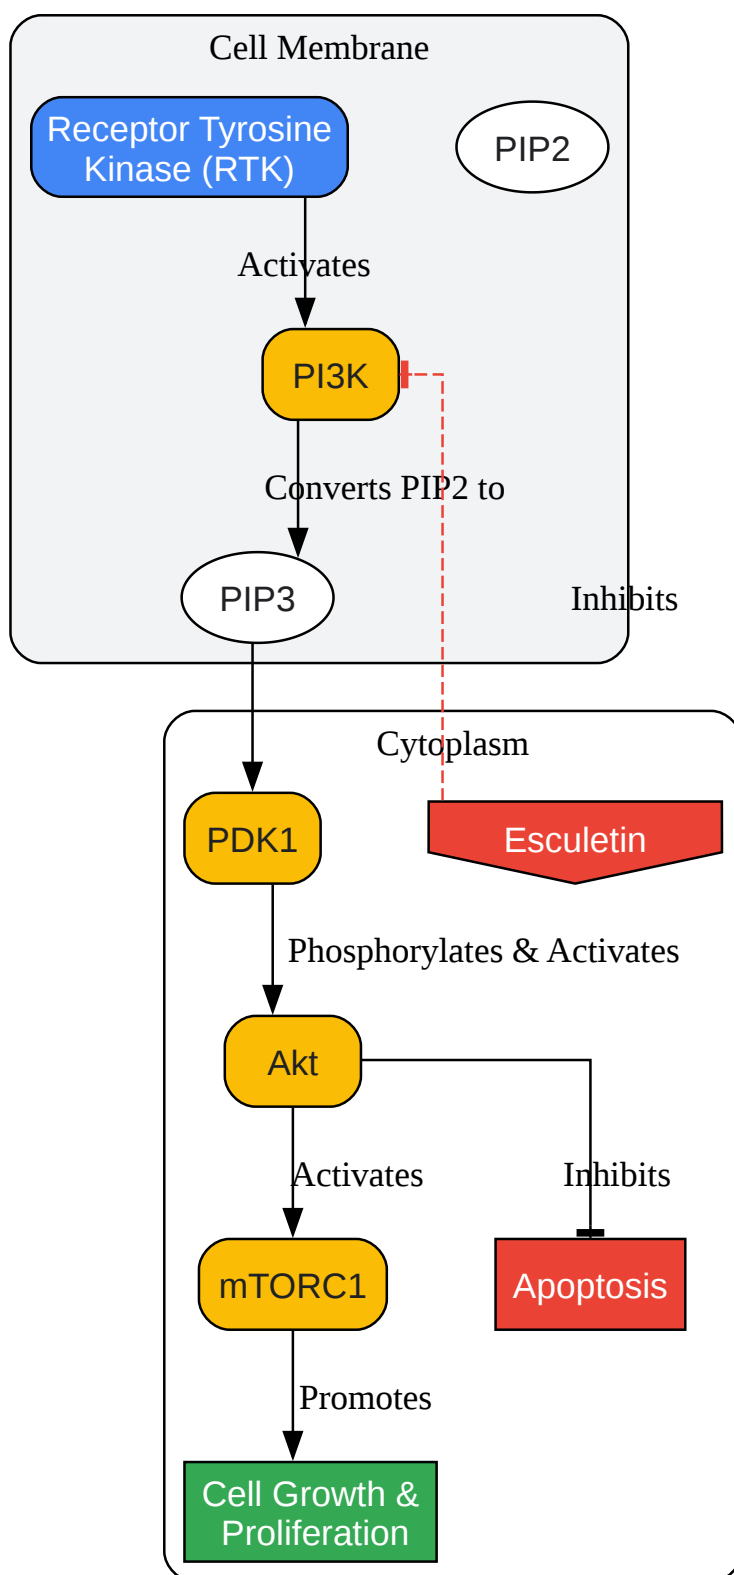 Cell Membrane
Receptor Tyrosine
Kinase (RTK)
PIP2
Activates
PI3K
Converts PIP2 to
PIP3
Inhibits
Cytoplasm
PDK1
Esculetin
Phosphorylates & Activates
Akt
Activates
Inhibits
mTORC1
Apoptosis
Promotes
Cell Growth &
Proliferation